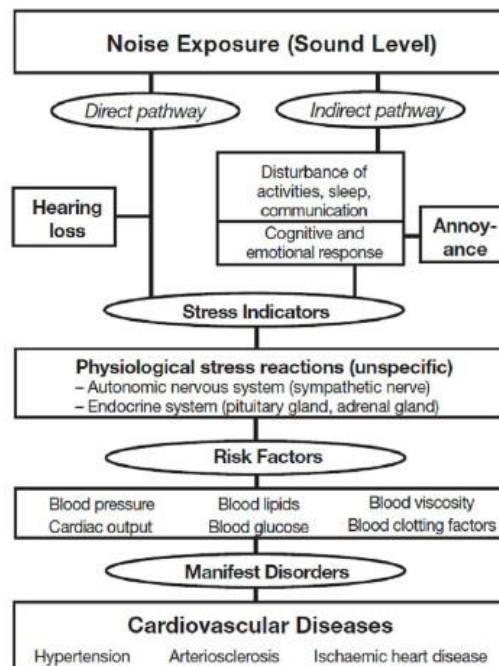 Noise Exposure (Sound Level)
Direct pathway
Indirect pathway
Disturbance of
activities, sleep,
communication
Hearing
loss
Cognitive and
emotional response
Annoy-
ance
Stress Indicators
Physiological stress reactions (unspecific)
– Autonomic nervous system (sympathetic nerve)
– Endocrine system (pituitary gland, adrenal gland)
Risk Factors
Blood pressure Blood lipids Blood viscosity
Cardiac output Blood glucose Blood clotting factors
Manifest Disorders
Cardiovascular Diseases
Hypertension Arteriosclerosis Ischaemic heart disease